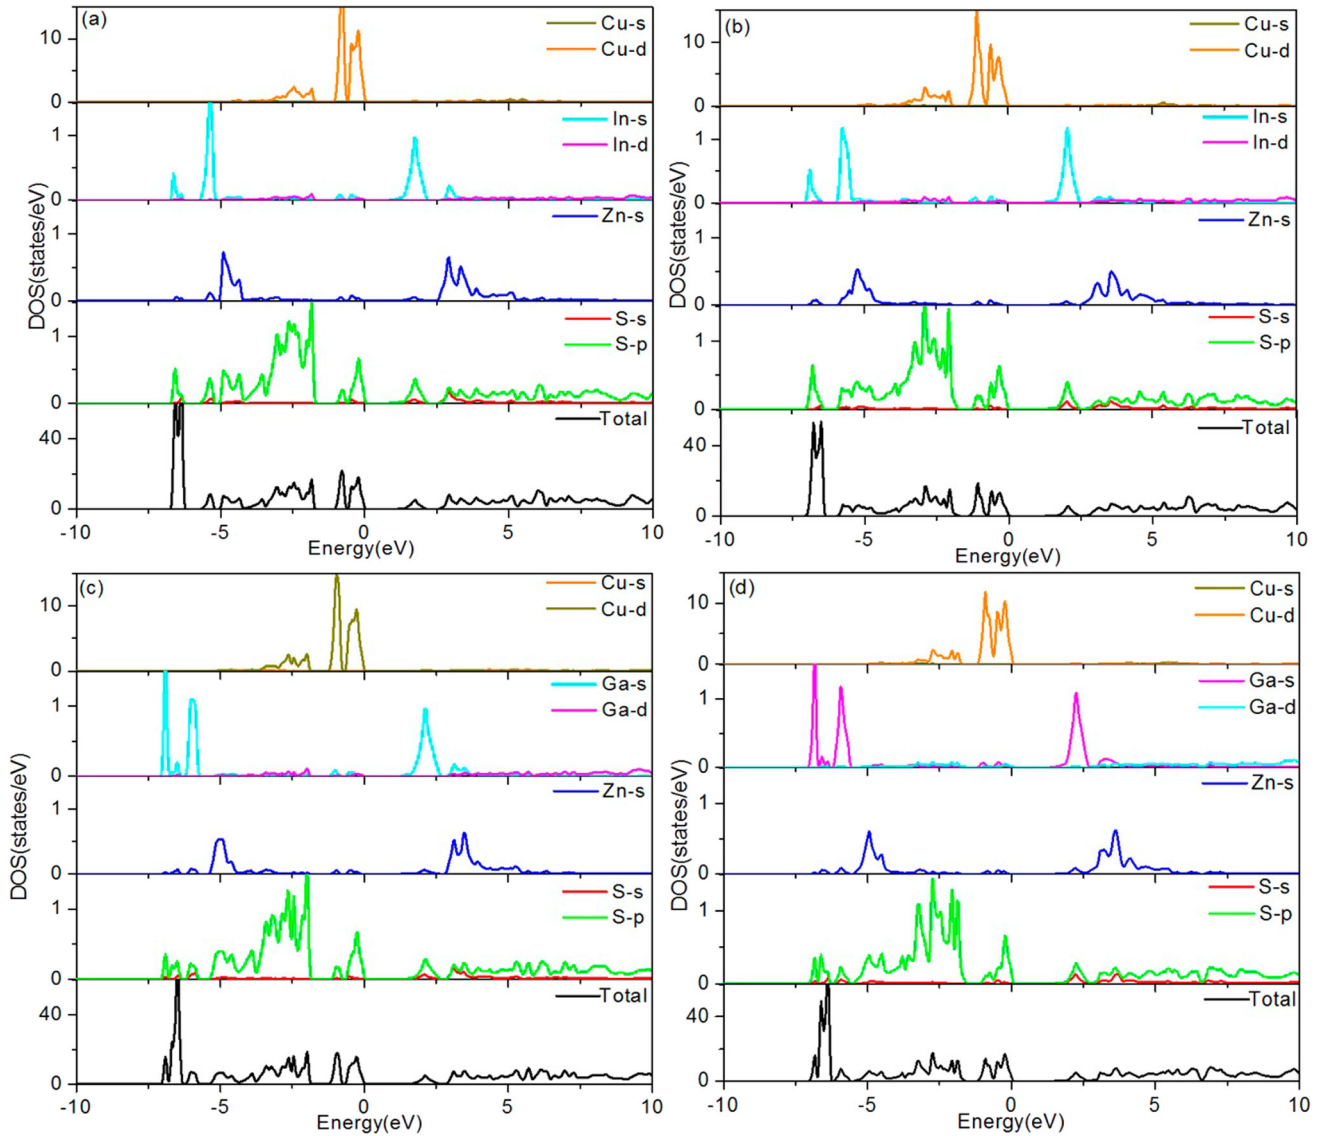 (a)
Cu-s
Cu-d
10
0
In-s
In-d
1
0
Zn-s
1
0
S-s
S-p
1
0
Total
40
0
-10 -5 0 5 10
Energy(eV)
DOS(states/eV)
(b)
Cu-s
Cu-d
10
0
In-s
In-d
1
0
Zn-s
1
0
S-s
S-p
1
0
Total
40
0
-10 -5 0 5 10
Energy(eV)
DOS(states/eV)
(c)
Cu-s
Cu-d
10
0
Ga-s
Ga-d
1
0
Zn-s
1
0
S-s
S-p
1
0
Total
40
0
-10 -5 0 5 10
Energy(eV)
DOS(states/eV)
(d)
Cu-s
Cu-d
10
0
Ga-s
Ga-d
1
0
Zn-s
1
0
S-s
S-p
1
0
Total
40
0
-10 -5 0 5 10
Energy(eV)
DOS(states/eV)